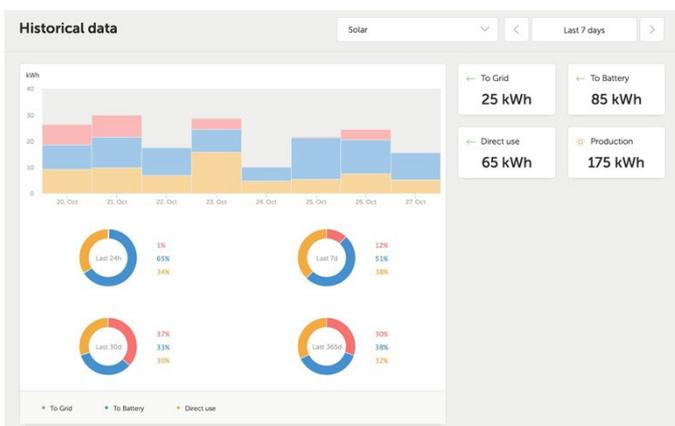 Historical data
Solar
Last 7 days
kWh
40
30
20
10
0
20. Oct
21. Oct
22. Oct
23. Oct
24. Oct
25. Oct
26. Oct
27. Oct
To Grid
25 kWh
To Battery
85 kWh
Direct use
65 kWh
Production
175 kWh
Last 24h
1%
65%
34%
Last 7d
12%
51%
38%
Last 30d
37%
33%
30%
Last 365d
30%
38%
32%
To Grid
To Battery
Direct use